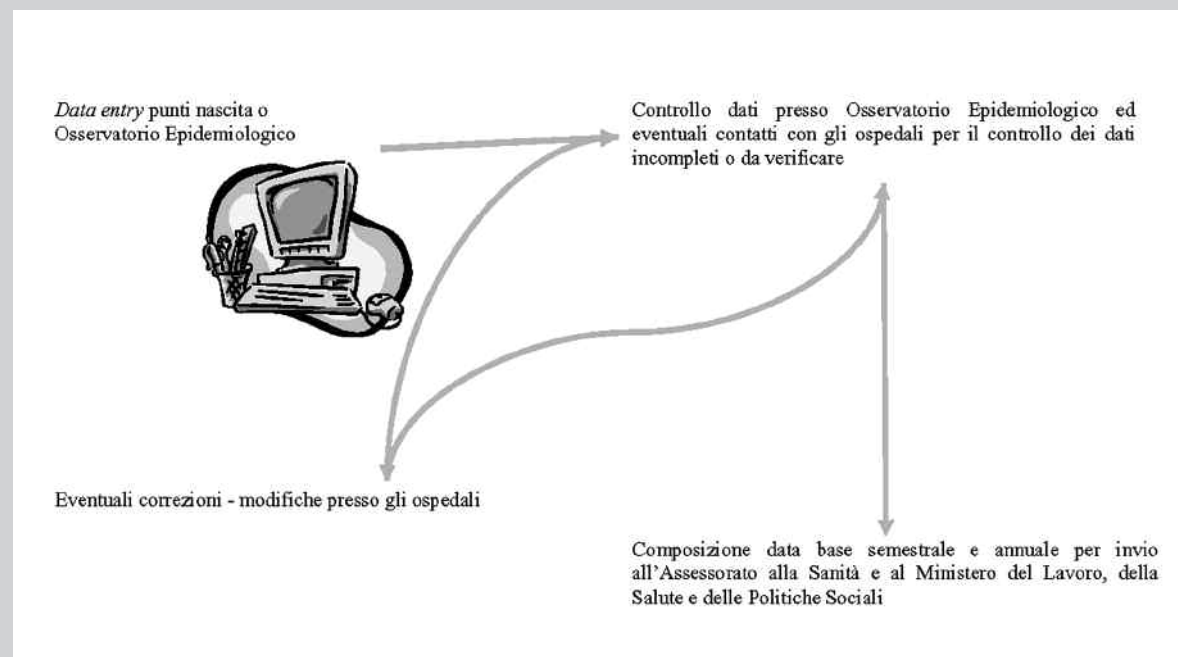 Data entry punti nascita o
Osservatorio Epidemiologico
Controllo dati presso Osservatorio Epidemiologico ed
eventuali contatti con gli ospedali per il controllo dei dati
incompleti o da verificare
Eventuali correzioni - modifiche presso gli ospedali
Composizione data base semestrale e annuale per invio
all'Assessorato alla Sanità e al Ministero del Lavoro, della
Salute e delle Politiche Sociali